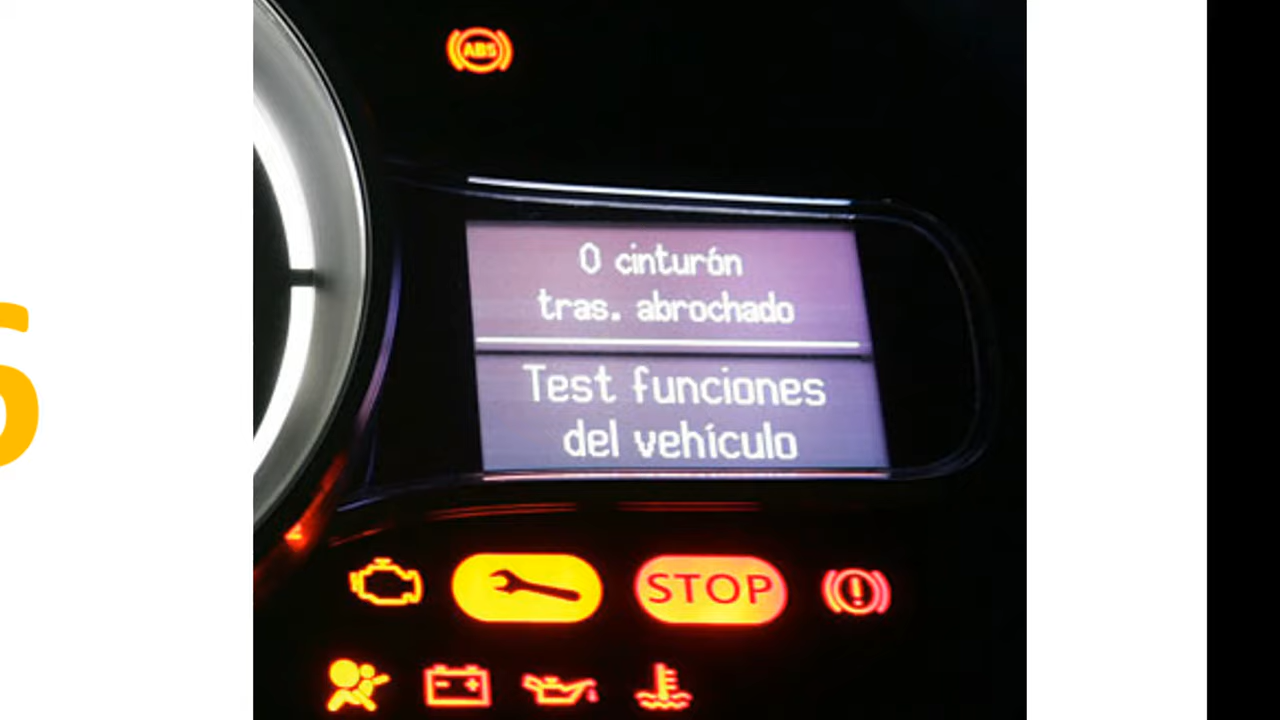 ABS
0 cinturón
tras. abrochado
Test funciones
del vehículo
STOP